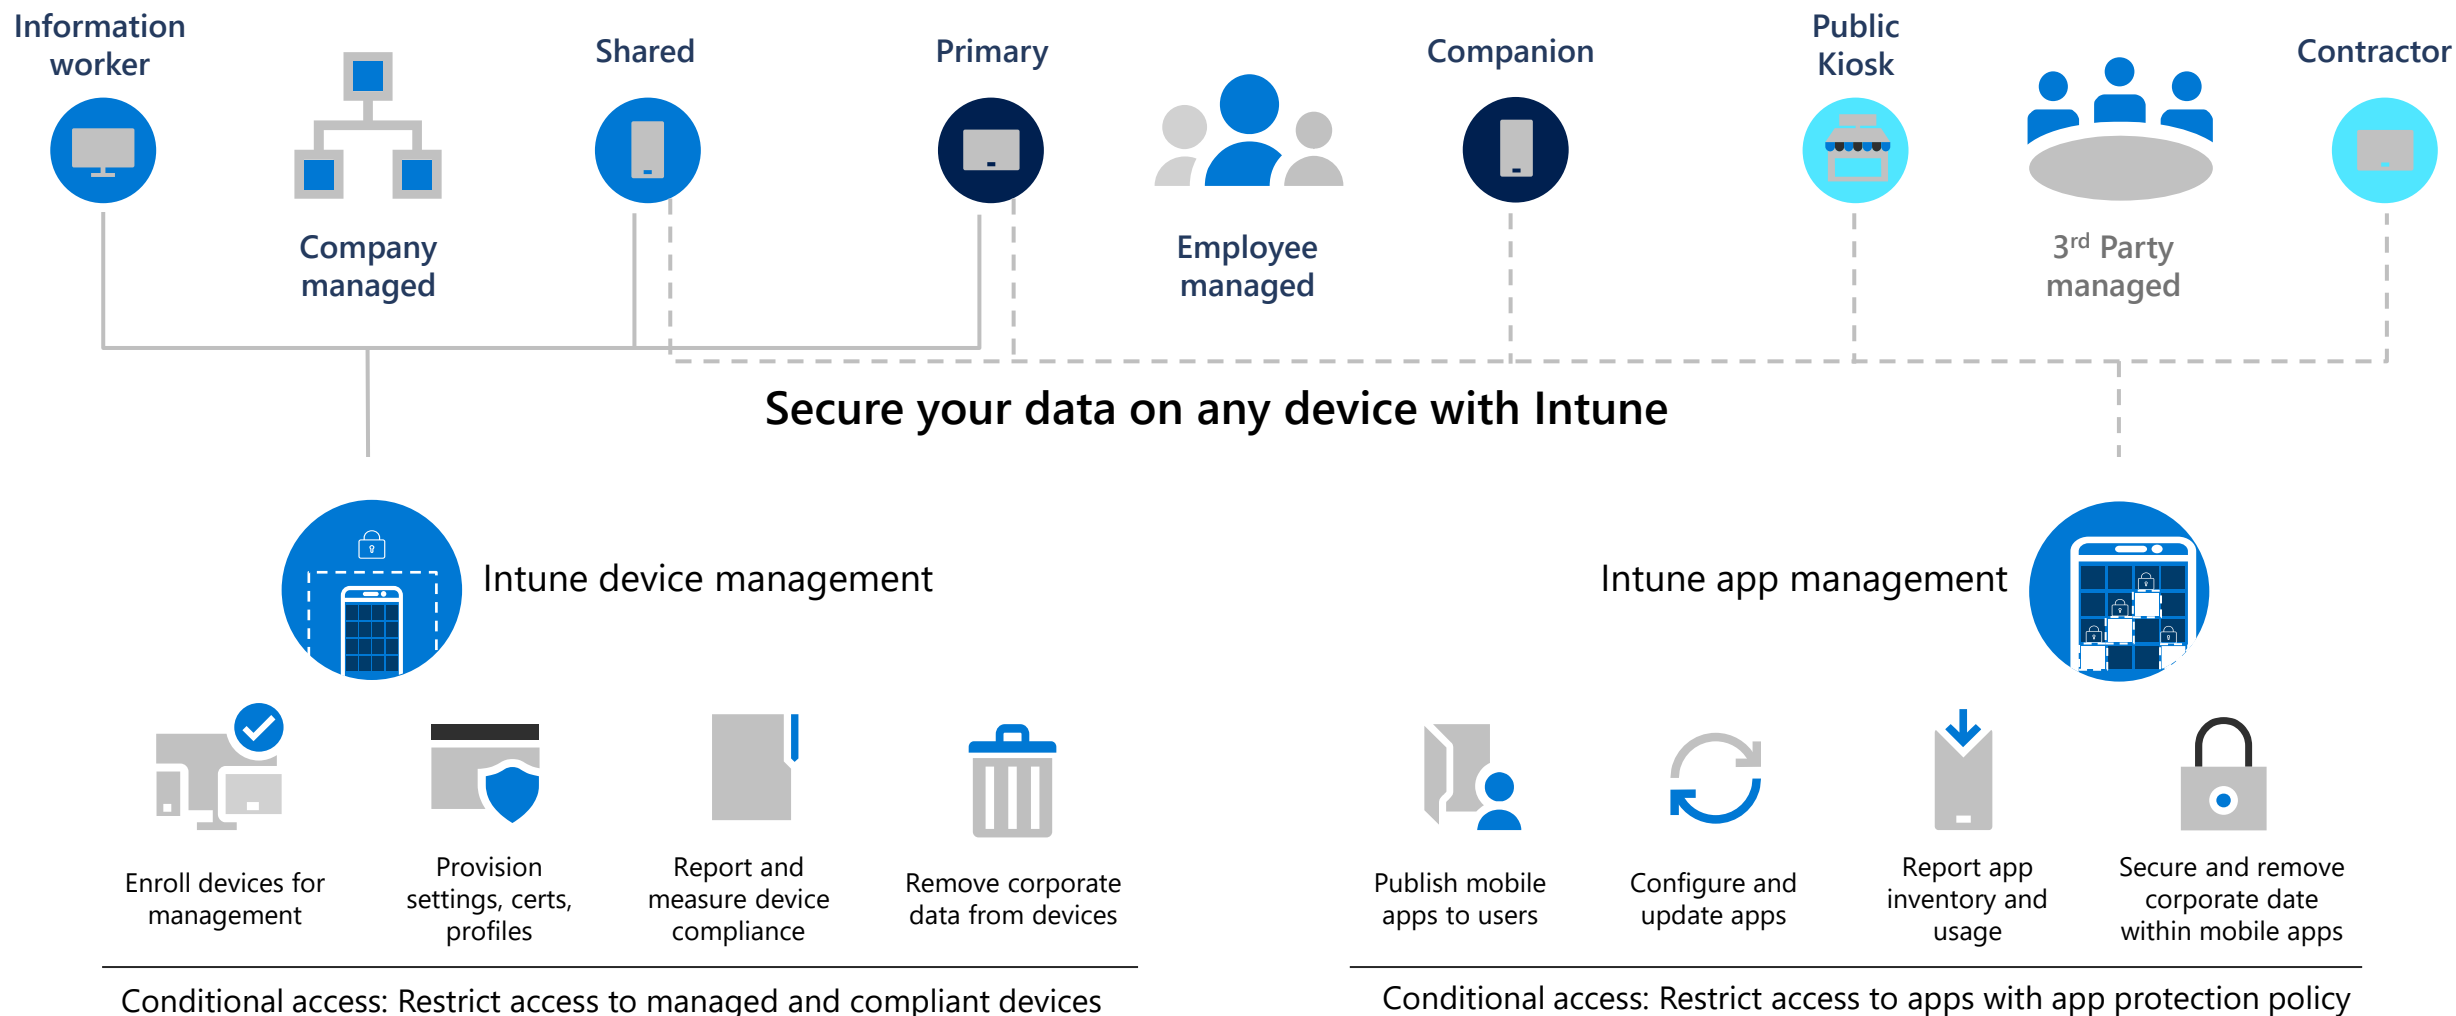 Information
worker
Shared
Primary
Companion
Public
Kiosk
Contractor
Company
managed
Employee
managed
3rd Party
managed
Secure your data on any device with Intune
Intune device management
Intune app management
Enroll devices for
management
Provision
settings, certs,
profiles
Report and
measure device
compliance
Remove corporate
data from devices
Publish mobile
apps to users
Configure and
update apps
Report app
inventory and
usage
Secure and remove
corporate date
within mobile apps
Conditional access: Restrict access to managed and compliant devices
Conditional access: Restrict access to apps with app protection policy